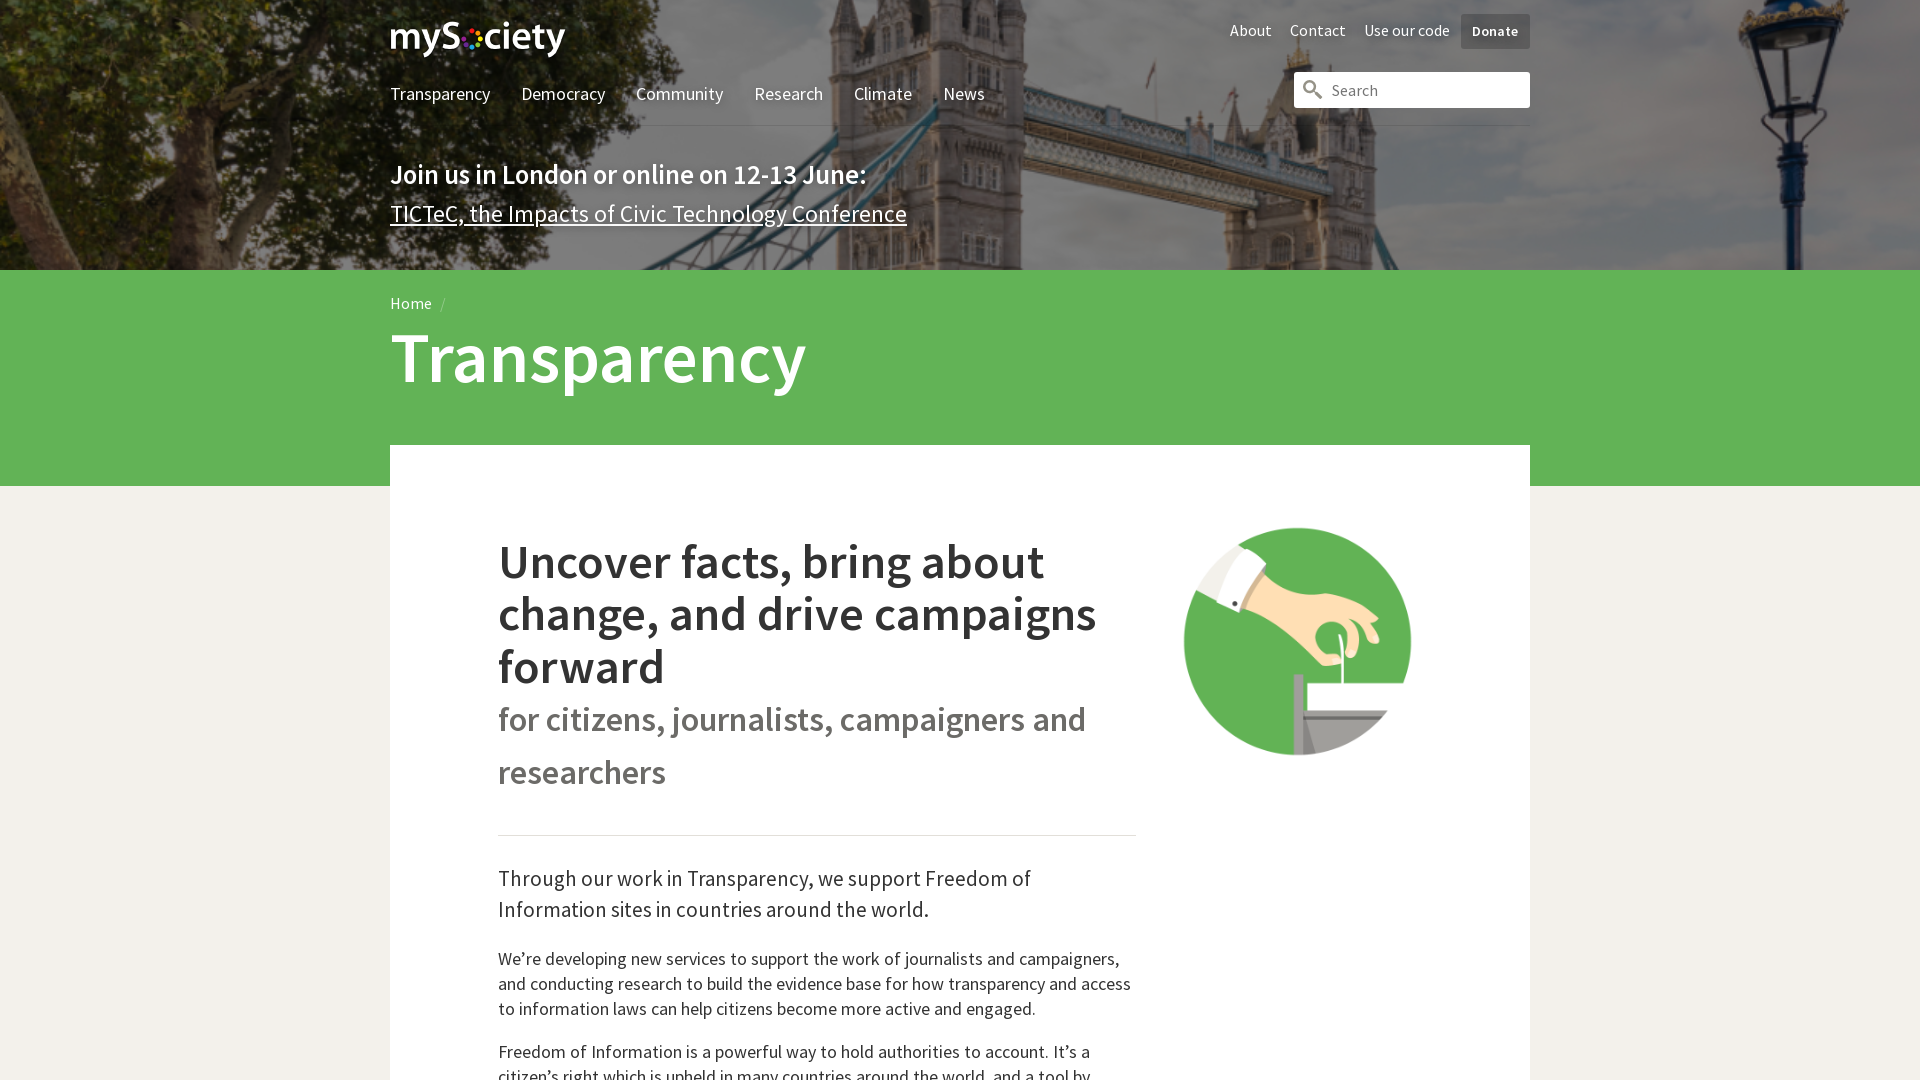 mySociety
About Contact Use our code Donate
Transparency Democracy Community Research Climate News
Search
Join us in London or online on 12-13 June:
TICTeC, the Impacts of Civic Technology Conference
Home /
Transparency
Uncover facts, bring about
change, and drive campaigns
forward
for citizens, journalists, campaigners and
researchers
Through our work in Transparency, we support Freedom of
Information sites in countries around the world.
We’re developing new services to support the work of journalists and campaigners,
and conducting research to build the evidence base for how transparency and access
to information laws can help citizens become more active and engaged.
Freedom of Information is a powerful way to hold authorities to account. It’s a
citizen’s right which is upheld in many countries around the world, and a tool by